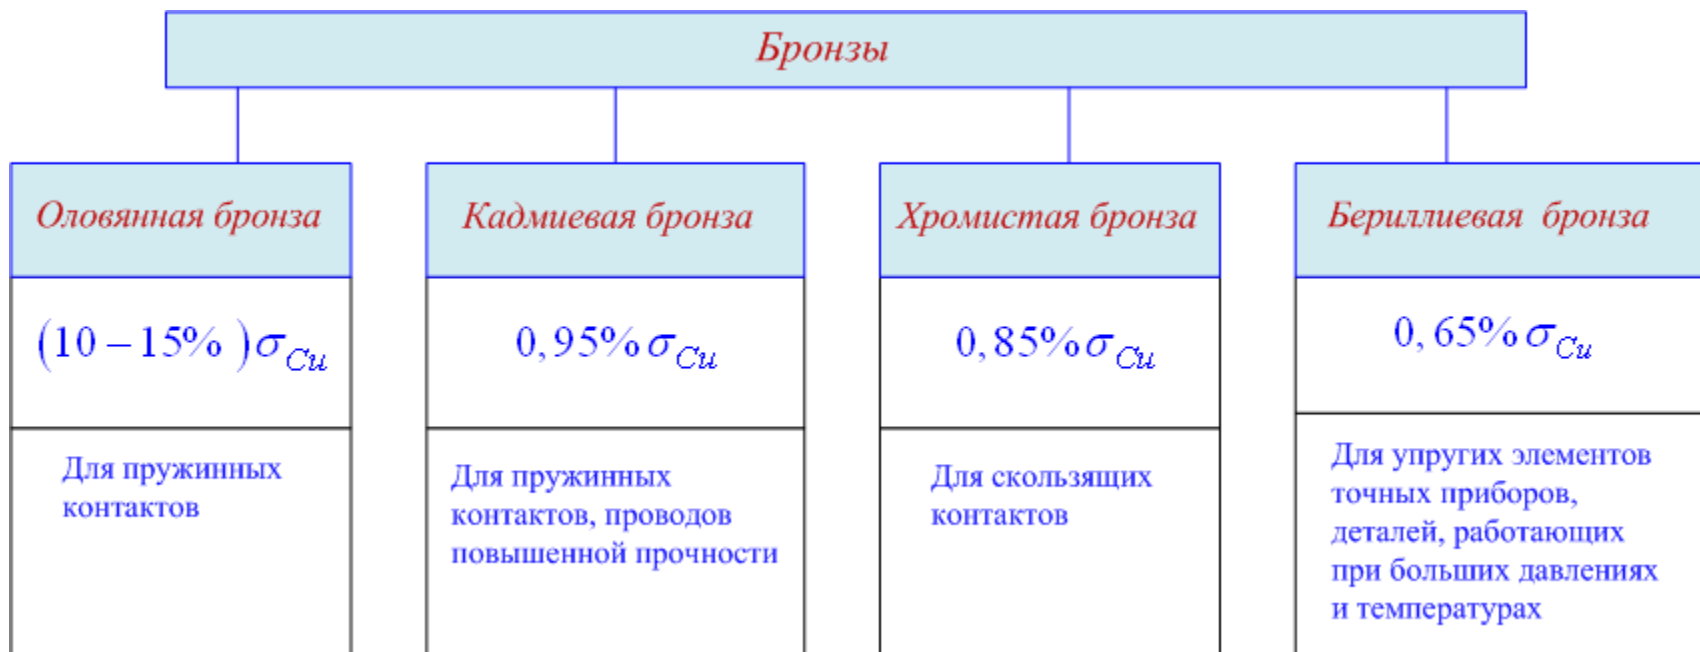 Бронзы
Оловянная бронза
(10 – 15% )σCu
Для пружинных
контактов
Кадмиевая бронза
0,95% σCu
Для пружинных
контактов, проводов
повышенной прочности
Хромистая бронза
0,85% σCu
Для скользящих
контактов
Бериллиевая бронза
0,65% σCu
Для упругих элементов
точных приборов,
деталей, работающих
при больших давлениях
и температурах